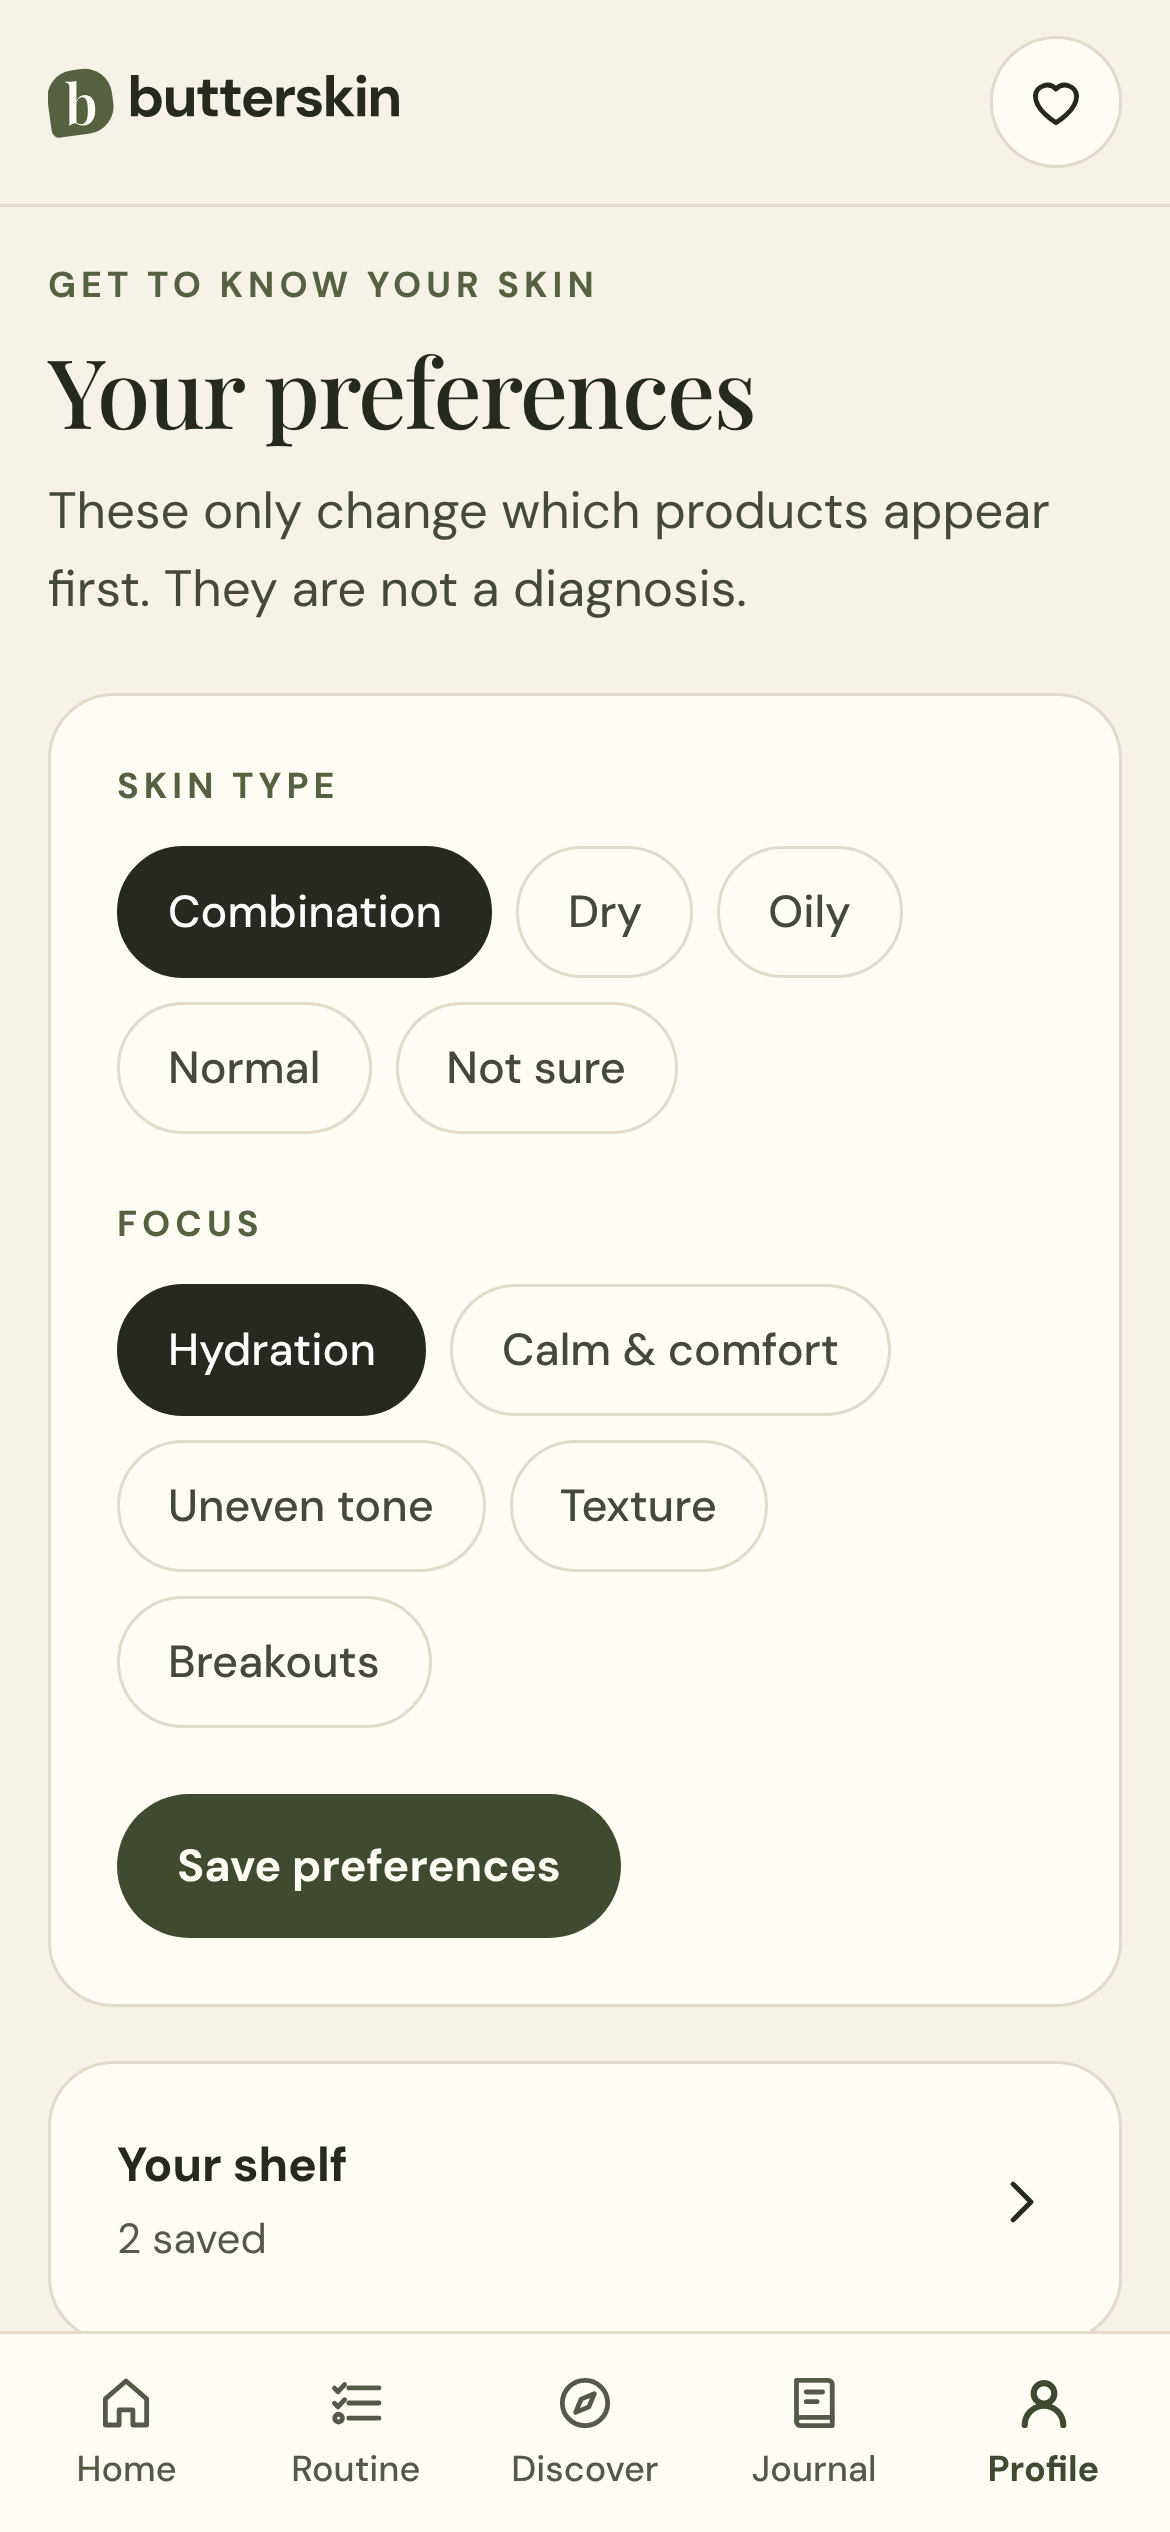 b butterskin
GET TO KNOW YOUR SKIN
Your preferences
These only change which products appear
first. They are not a diagnosis.
SKIN TYPE
Combination Dry Oily
Normal Not sure
FOCUS
Hydration Calm & comfort
Uneven tone Texture
Breakouts
Save preferences
Your shelf
2 saved
Home Routine Discover Journal Profile